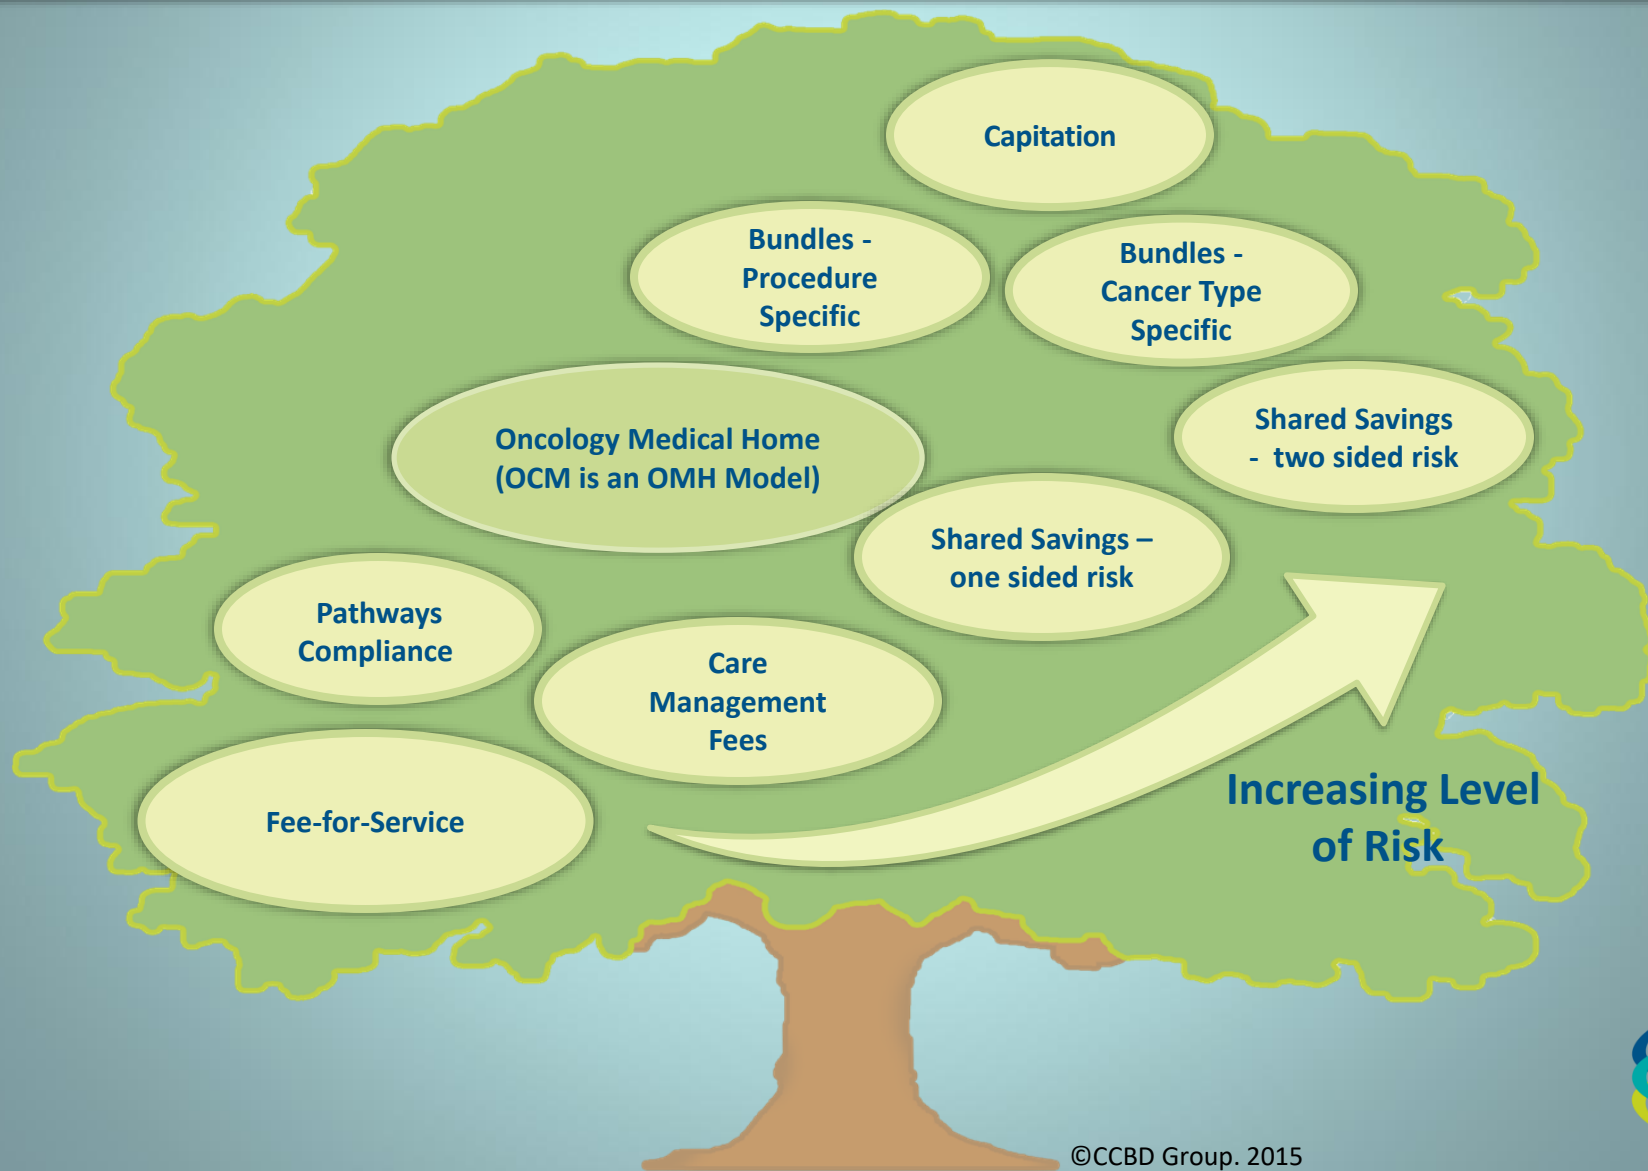 Capitation
Bundles -
Procedure
Specific
Bundles -
Cancer Type
Specific
Oncology Medical Home
(OCM is an OMH Model)
Shared Savings
- two sided risk
Shared Savings –
one sided risk
Pathways
Compliance
Care
Management
Fees
Fee-for-Service
Increasing Level
of Risk
©CCBD Group. 2015